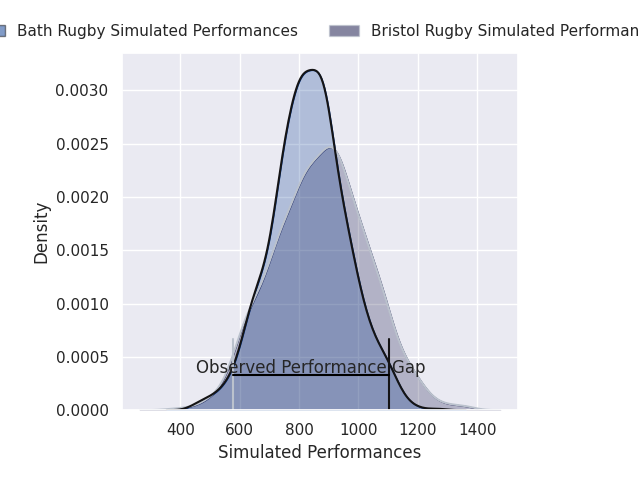 Bath Rugby Simulated Performances
Bristol Rugby Simulated
Density
0.0030
0.0025
0.0020
0.0015
0.0010
0.0005
0.0000
Observed Performance Gap
400 600 800 1000 1200 1400
Simulated Performances